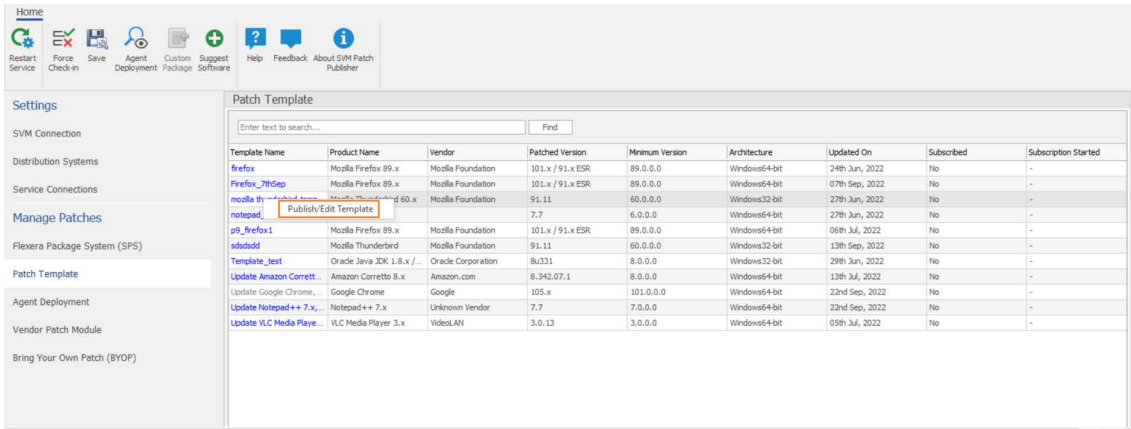 Home
Restart Service
Force Check-in
Save
Agent Deployment
Custom Package
Suggest Software
Help
Feedback
About SVM Patch Publisher
Settings
SVM Connection
Distribution Systems
Service Connections
Manage Patches
Flexera Package System (SPS)
Patch Template
Agent Deployment
Vendor Patch Module
Bring Your Own Patch (BYOP)
Patch Template
Enter text to search... Find
Template Name Product Name Vendor Patched Version Minimum Version Architecture Updated On Subscribed Subscription Started
firefox Mozilla Firefox 89.x Mozilla Foundation 101.x / 91.x ESR 89.0.0.0 Windows64-bit 24th Jun, 2022 No -
Firefox_7thSep Mozilla Firefox 89.x Mozilla Foundation 101.x / 91.x ESR 89.0.0.0 Windows64-bit 07th Sep, 2022 No -
mozilla 60.x Mozilla Foundation 91.11 60.0.0.0 Windows32-bit 27th Jun, 2022 No -
Publish/Edit Template
notepad_ 7.7 6.0.0.0 Windows64-bit 27th Jun, 2022 No -
p9_firefox1 Mozilla Firefox 89.x Mozilla Foundation 101.x / 91.x ESR 89.0.0.0 Windows64-bit 06th Jul, 2022 No -
sdsdsdd Mozilla Thunderbird Mozilla Foundation 91.11 60.0.0.0 Windows32-bit 13th Sep, 2022 No -
Template_test Oracle Java JDK 1.8.x /... Oracle Corporation 8u331 8.0.0.0 Windows32-bit 29th Jun, 2022 No -
Update Amazon Corrett... Amazon Corretto 8.x Amazon.com 8.342.07.1 8.0.0.0 Windows64-bit 13th Jul, 2022 No -
Update Google Chrome,... Google Chrome Google 105.x 101.0.0.0 Windows64-bit 22nd Sep, 2022 No -
Update Notepad++ 7.x,... Notepad++ 7.x Unknown Vendor 7.7 7.0.0.0 Windows64-bit 22nd Sep, 2022 No -
Update VLC Media Playe... VLC Media Player 3.x VideoLAN 3.0.13 3.0.0.0 Windows64-bit 05th Jul, 2022 No -